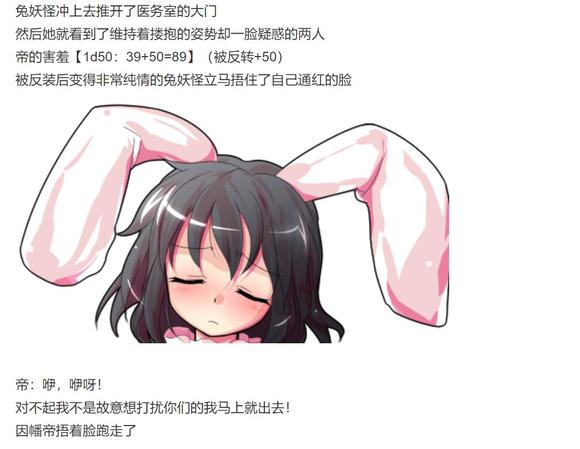 兔妖怪冲上去推开了医务室的大门
然后她就看到了维持着搂抱的姿势却一脸疑惑的两人
帝的害羞【1d50：39+50=89】（被反转+50）
被反装后变得非常纯情的兔妖怪立马捂住了自己通红的脸
帝：咿，咿呀！
对不起我不是故意想打扰你们的我马上就出去！
因幡帝捂着脸跑走了